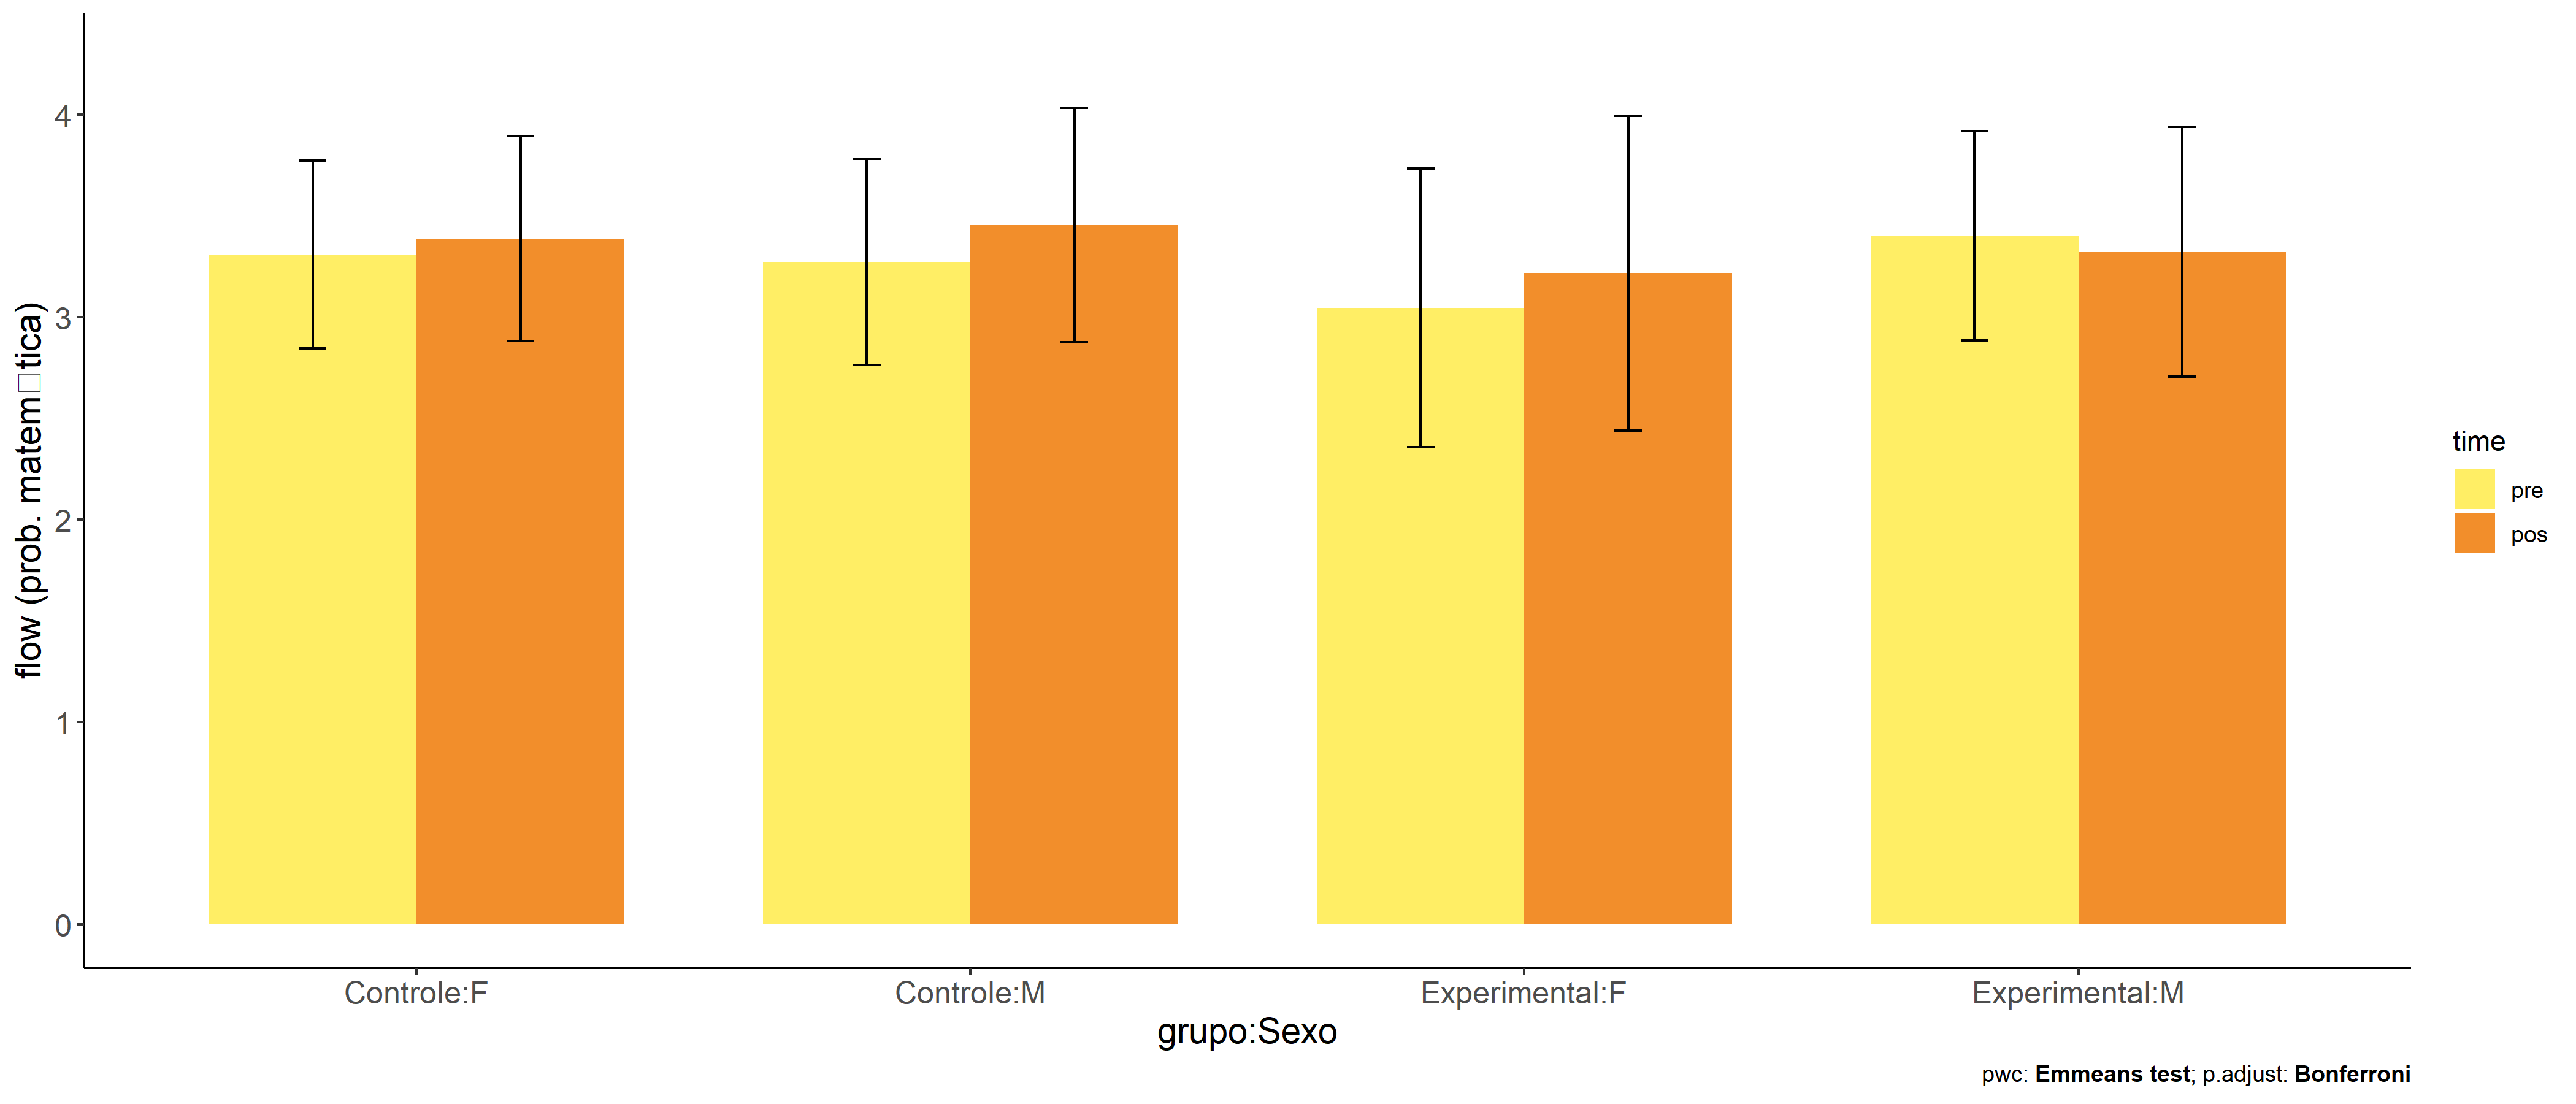 flow (prob. matem□tica)
4
3
2
1
0
Controle:F
Controle:M
Experimental:F
Experimental:M
grupo:Sexo
time
pre
pos
pwc: Emmeans test; p.adjust: Bonferroni